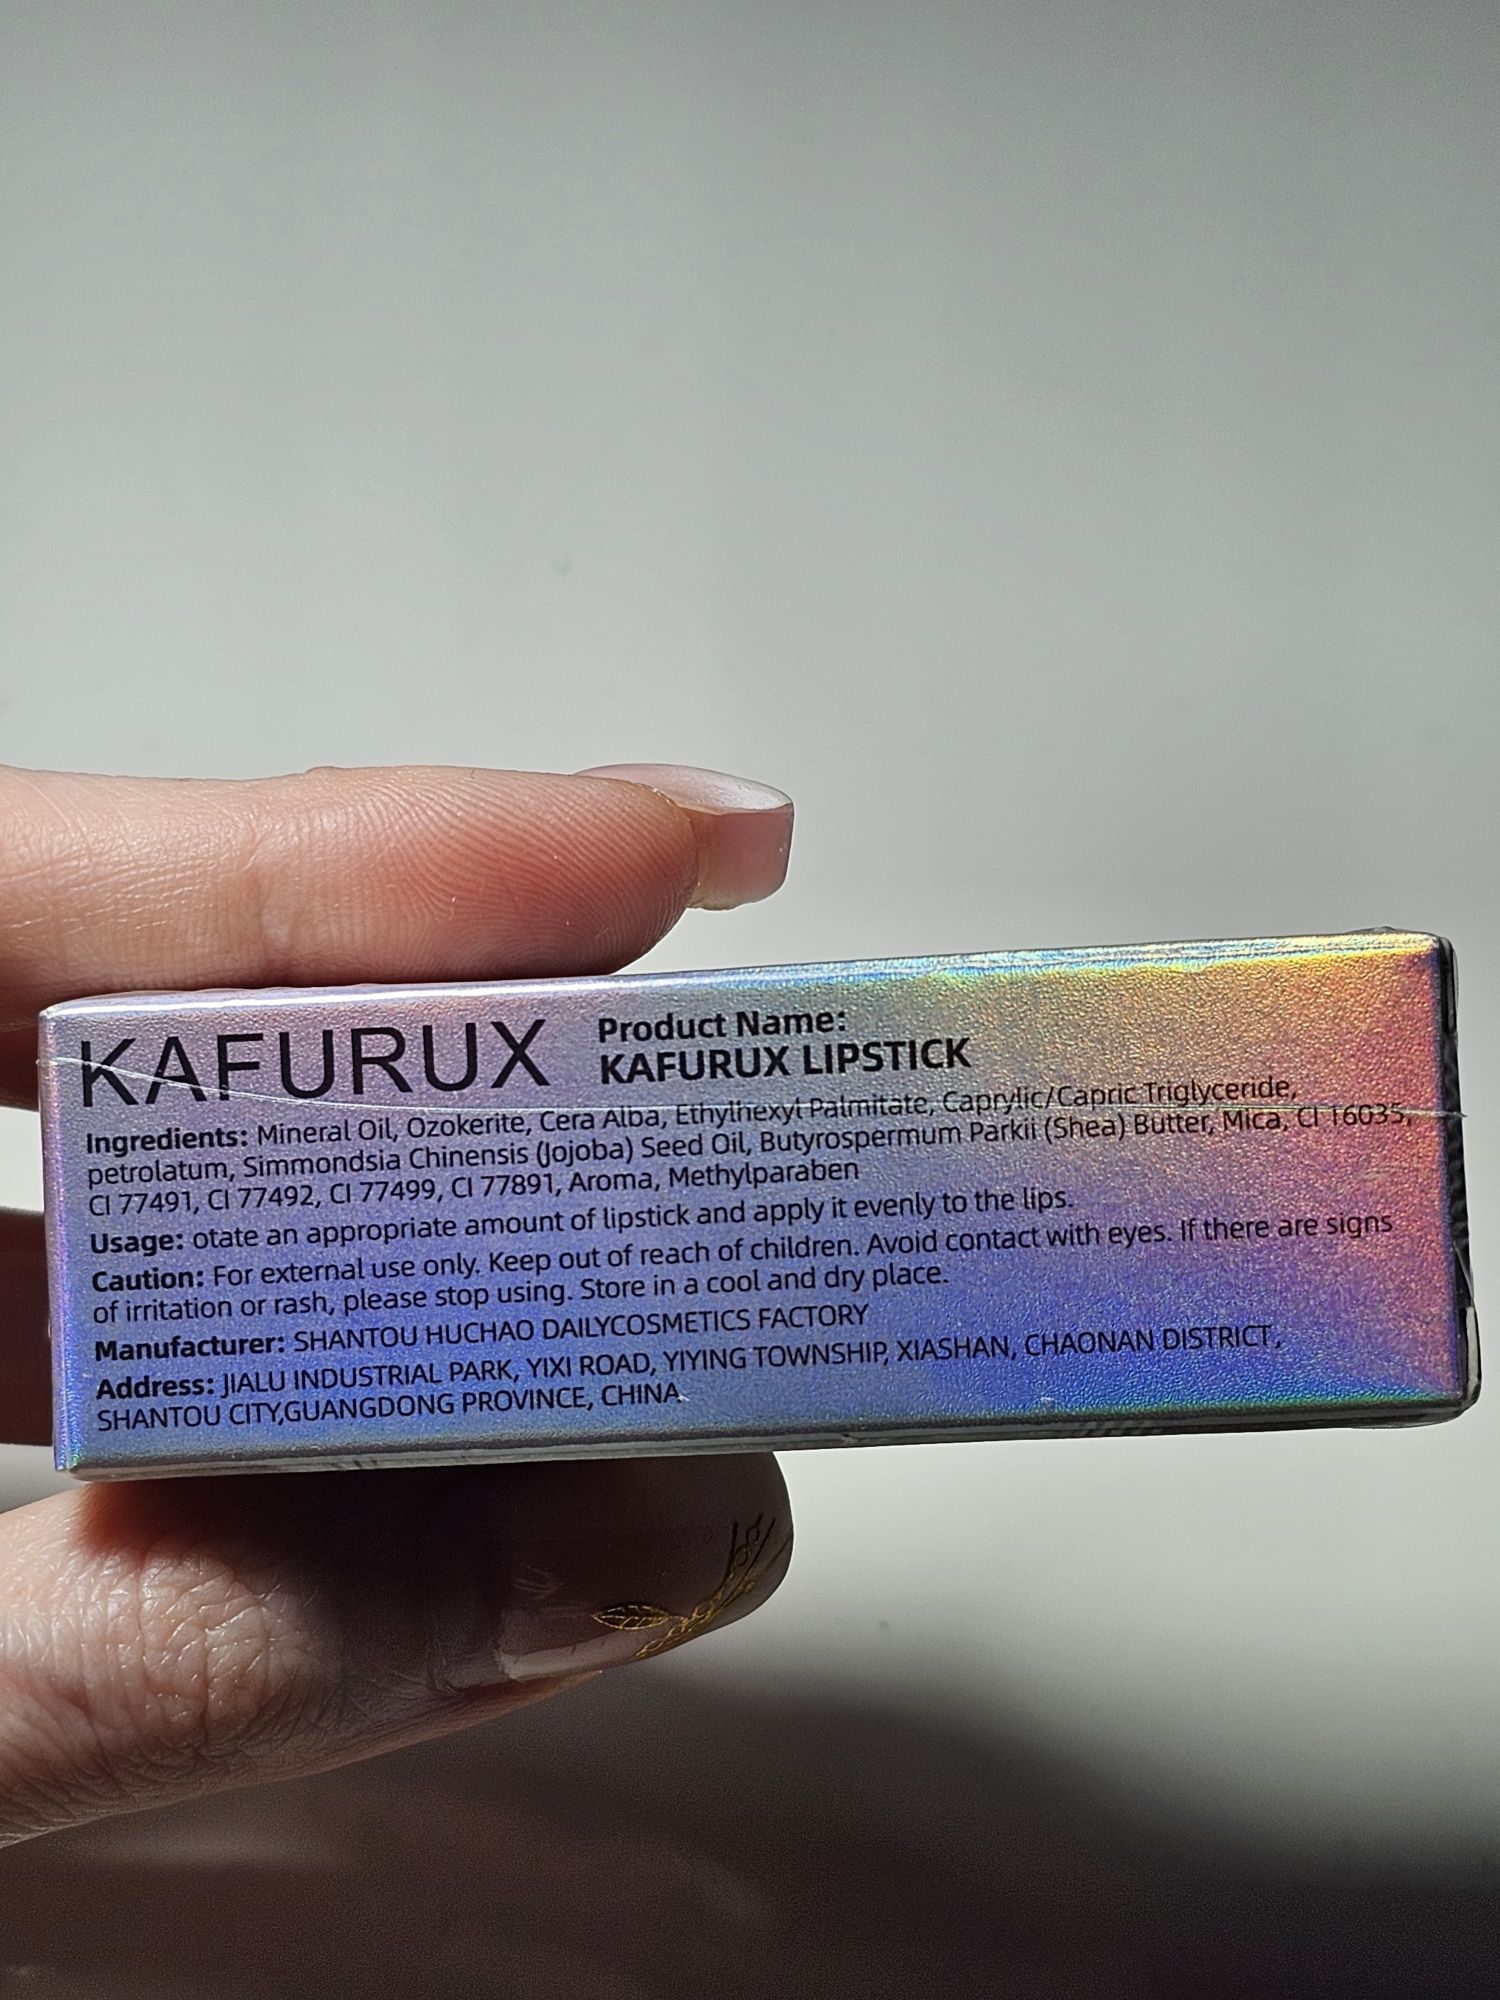 KAFURUX
Product Name:
KAFURUX LIPSTICK
Ingredients: Mineral Oil, Ozokerite, Cera Alba, Ethylhexyl Palmitate, Caprylic/Capric Triglyceride,
petrolatum, Simmondsia Chinensis (Jojoba) Seed Oil, Butyrospermum Parkii (Shea) Butter, Mica, CI 16035,
CI 77491, CI 77492, CI 77499, CI 77891, Aroma, Methylparaben
Usage: otate an appropriate amount of lipstick and apply it evenly to the lips.
Caution: For external use only. Keep out of reach of children. Avoid contact with eyes. If there are signs
of irritation or rash, please stop using. Store in a cool and dry place.
Manufacturer: SHANTOU HUCHAO DAILYCOSMETICS FACTORY
Address: JIALU INDUSTRIAL PARK, YIXI ROAD, YIYING TOWNSHIP, XIASHAN, CHAONAN DISTRICT,
SHANTOU CITY,GUANGDONG PROVINCE, CHINA.